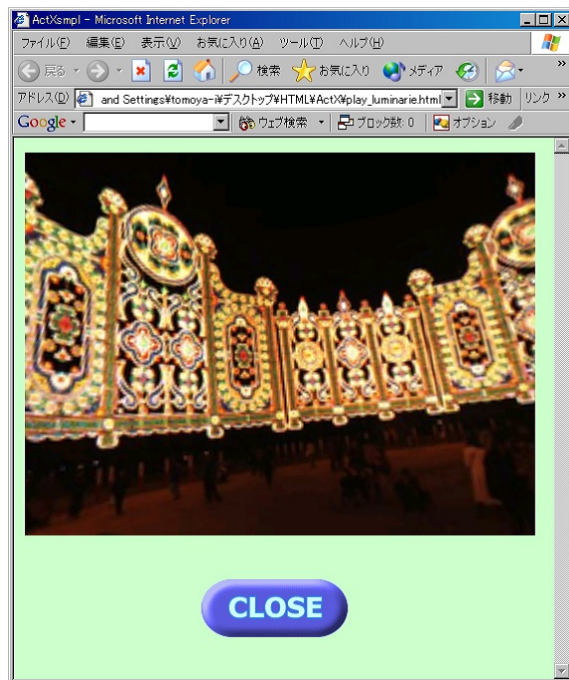 ActXsmpl - Microsoft Internet Explorer
ファイル(F) 編集(E) 表示(V) お気に入り(A) ツール(T) ヘルプ(H)
戻る 検索 お気に入り メディア »
アドレス(D) and Settings¥tomoya-i¥デスクトップ¥HTML¥ActX¥play_luminarie.html 移動 リンク »
Google ウェブ検索 ブロック数: 0 オプション
CLOSE